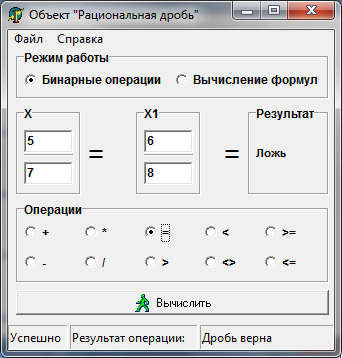 Объект "Рациональная дробь"
Файл Справка
Режим работы
Бинарные операции Вычисление формул
X X1 Результат
5 6
= = Ложь
7 8
Операции
+ * = < >=
- / > <> <=
Вычислить
Успешно Результат операции: Дробь верна